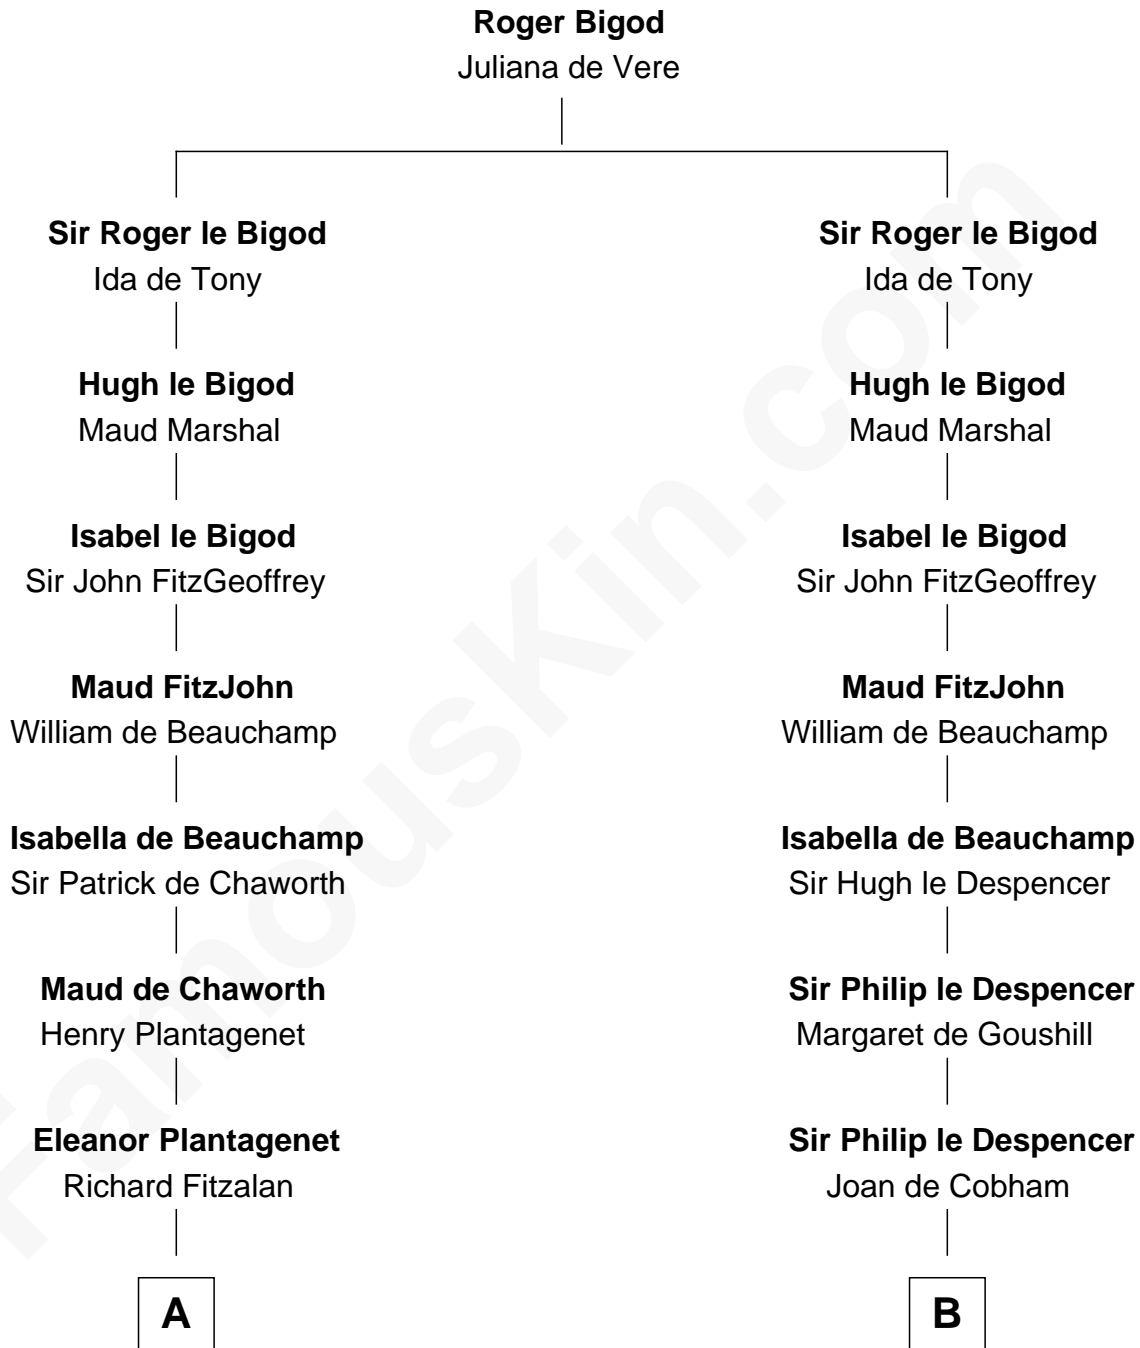 Roger Bigod
Juliana de Vere
Sir Roger le Bigod
Ida de Tony
Hugh le Bigod
Maud Marshal
Isabel le Bigod
Sir John FitzGeoffrey
Maud FitzJohn
William de Beauchamp
Isabella de Beauchamp
Sir Patrick de Chaworth
Maud de Chaworth
Henry Plantagenet
Eleanor Plantagenet
Richard Fitzalan
A
Sir Roger le Bigod
Ida de Tony
Hugh le Bigod
Maud Marshal
Isabel le Bigod
Sir John FitzGeoffrey
Maud FitzJohn
William de Beauchamp
Isabella de Beauchamp
Sir Hugh le Despencer
Sir Philip le Despencer
Margaret de Goushill
Sir Philip le Despencer
Joan de Cobham
B
FamousKin.com